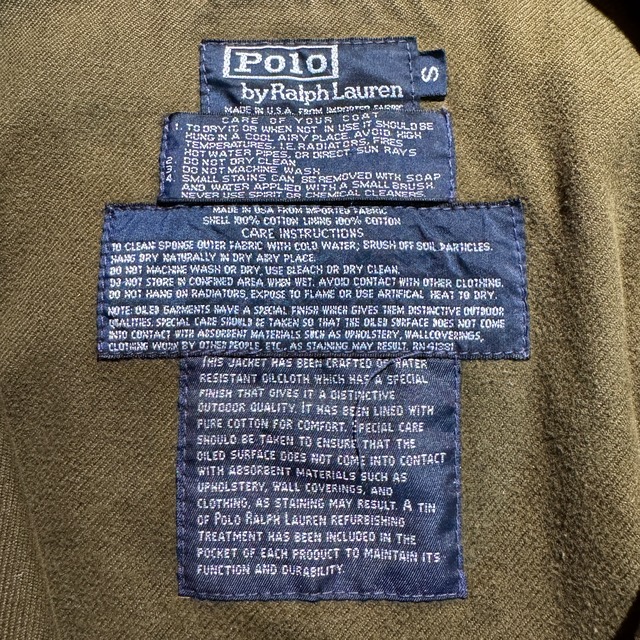 Polo
by Ralph Lauren
S
MADE IN U.S.A. FROM IMPORTED FABRIC
CARE OF YOUR COAT
1. TO DRY IT, OR WHEN NOT IN USE IT SHOULD BE
HUNG IN A COOL AIRY PLACE. AVOID HIGH
TEMPERATURES, I.E. RADIATORS, FIRES
HOT WATER PIPES, OR DIRECT SUN RAYS
2. DO NOT DRY CLEAN
3. DO NOT MACHINE WASH
4. SMALL STAINS CAN BE REMOVED WITH SOAP
AND WATER APPLIED WITH A SMALL BRUSH
NEVER USE SPIRIT OR CHEMICAL CLEANERS.
MADE IN USA FROM IMPORTED FABRIC
SHELL 100% COTTON LINING 100% COTTON
CARE INSTRUCTIONS
TO CLEAN: SPONGE OUTER FABRIC WITH COLD WATER; BRUSH OFF SOIL PARTICLES.
HANG DRY NATURALLY IN DRY AIRY PLACE.
DO NOT MACHINE WASH OR DRY, USE BLEACH OR DRY CLEAN.
DO NOT STORE IN CONFINED AREA WHEN WET. AVOID CONTACT WITH OTHER CLOTHING.
DO NOT HANG ON RADIATORS, EXPOSE TO FLAME OR USE ARTIFICAL HEAT TO DRY.
NOTE: OILED GARMENTS HAVE A SPECIAL FINISH WHICH GIVES THEM DISTINCTIVE OUTDOOR
QUALITIES. SPECIAL CARE SHOULD BE TAKEN SO THAT THE OILED SURFACE DOES NOT COME
INTO CONTACT WITH ABSORBENT MATERIALS SUCH AS UPHOLSTERY, WALLCOVERINGS,
CLOTHING WORN BY OTHER PEOPLE, ETC., AS STAINING MAY RESULT. RN 41381
THIS JACKET HAS BEEN CRAFTED OF WATER
RESISTANT OILCLOTH WHICH HAS A SPECIAL
FINISH THAT GIVES IT A DISTINCTIVE
OUTDOOR QUALITY. IT HAS BEEN LINED WITH
PURE COTTON FOR COMFORT. SPECIAL CARE
SHOULD BE TAKEN TO ENSURE THAT THE
OILED SURFACE DOES NOT COME INTO CONTACT
WITH ABSORBENT MATERIALS SUCH AS
UPHOLSTERY, WALL COVERINGS, AND
CLOTHING, AS STAINING MAY RESULT. A TIN
OF POLO RALPH LAUREN REFURBISHING
TREATMENT HAS BEEN INCLUDED IN THE
POCKET OF EACH PRODUCT TO MAINTAIN ITS
FUNCTION AND DURABILITY.